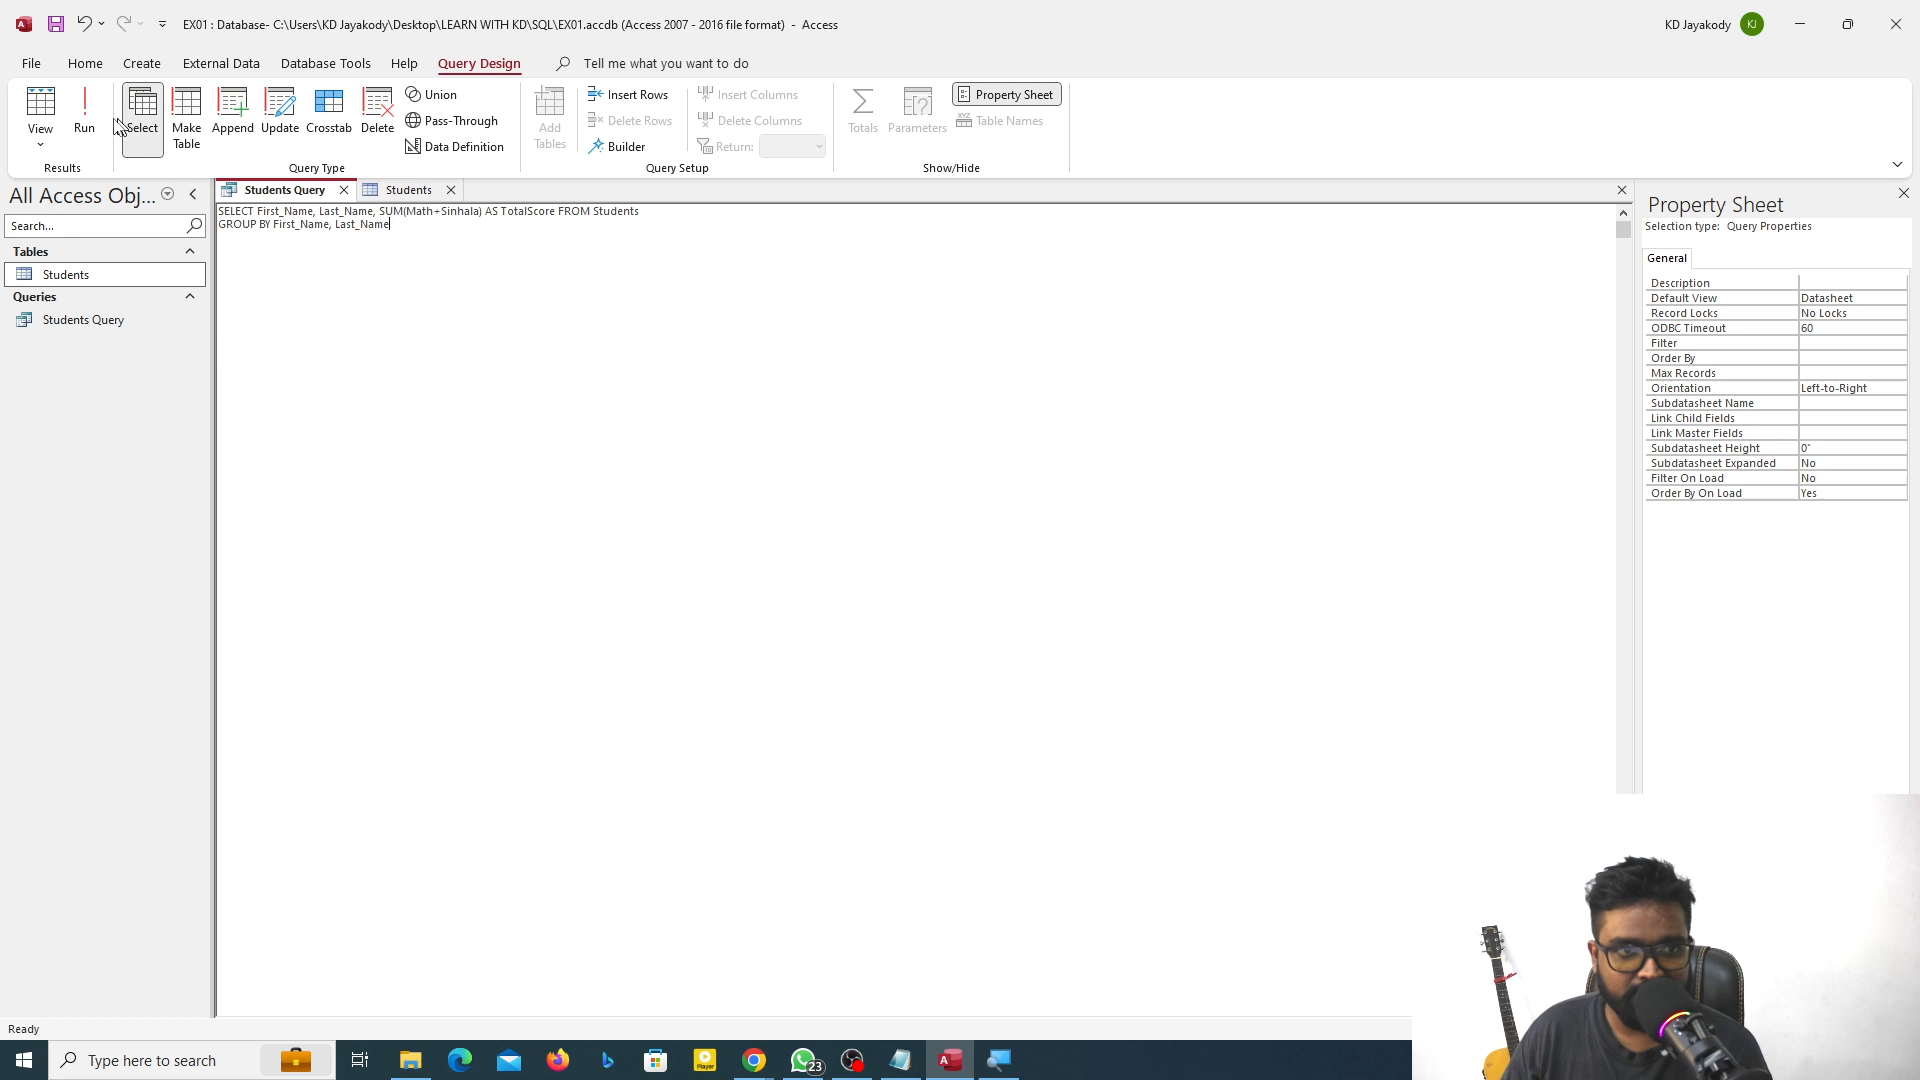 EX01 : Database- C:\Users\KD Jayakody\Desktop\LEARN WITH KD\SQL\EX01.accdb (Access 2007 - 2016 file format) - Access
KD Jayakody
KJ
File Home Create External Data Database Tools Help Query Design Tell me what you want to do
View
Run
Results
Select
Make Table
Append
Update
Crosstab
Delete
Union
Pass-Through
Data Definition
Query Type
Add Tables
Insert Rows
Delete Rows
Builder
Insert Columns
Delete Columns
Return:
Query Setup
Totals
Parameters
Property Sheet
Table Names
Show/Hide
All Access Obj...
Search...
Tables
Students
Queries
Students Query
Students Query
Students
SELECT First_Name, Last_Name, SUM(Math+Sinhala) AS TotalScore FROM Students
GROUP BY First_Name, Last_Name
Property Sheet
Selection type: Query Properties
General
Description
Default View Datasheet
Record Locks No Locks
ODBC Timeout 60
Filter
Order By
Max Records
Orientation Left-to-Right
Subdatasheet Name
Link Child Fields
Link Master Fields
Subdatasheet Height 0"
Subdatasheet Expanded No
Filter On Load No
Order By On Load Yes
Ready
Type here to search
Player
23